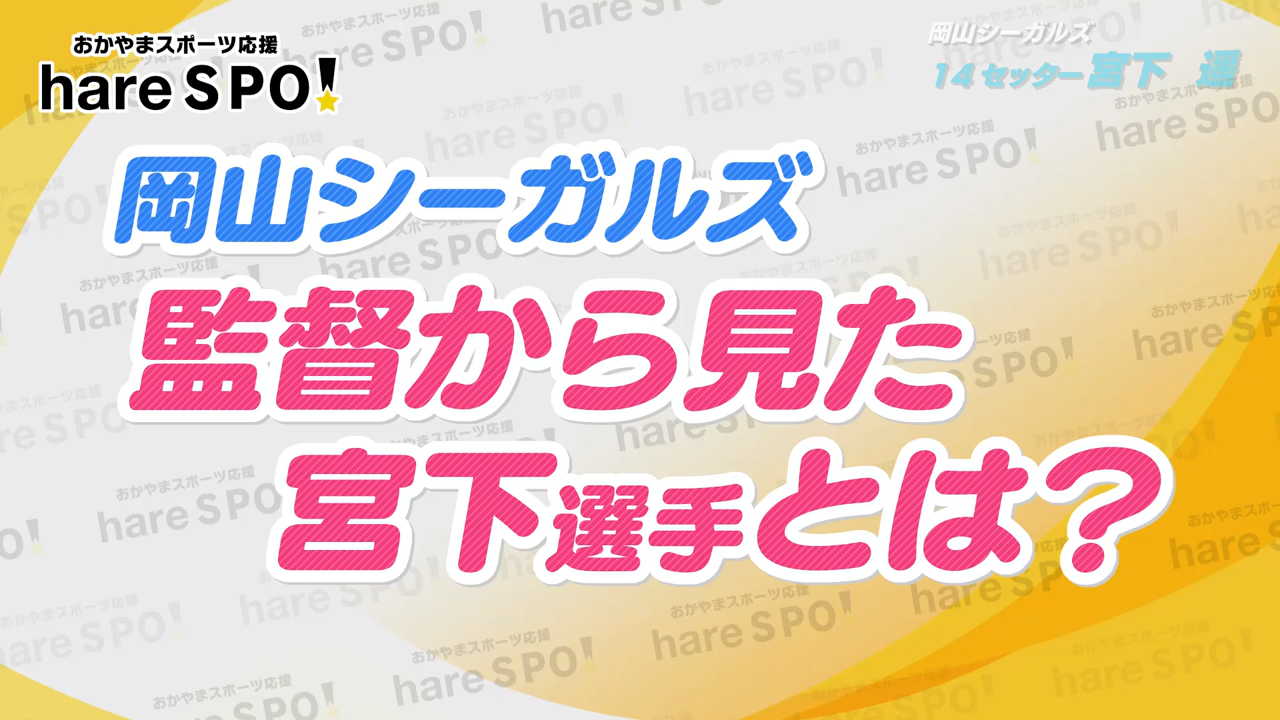 おかやまスポーツ応援
hare SPO!
岡山シーガルズ
14 セッター 宮下 遥
岡山シーガルズ
監督から見た
宮下選手とは?